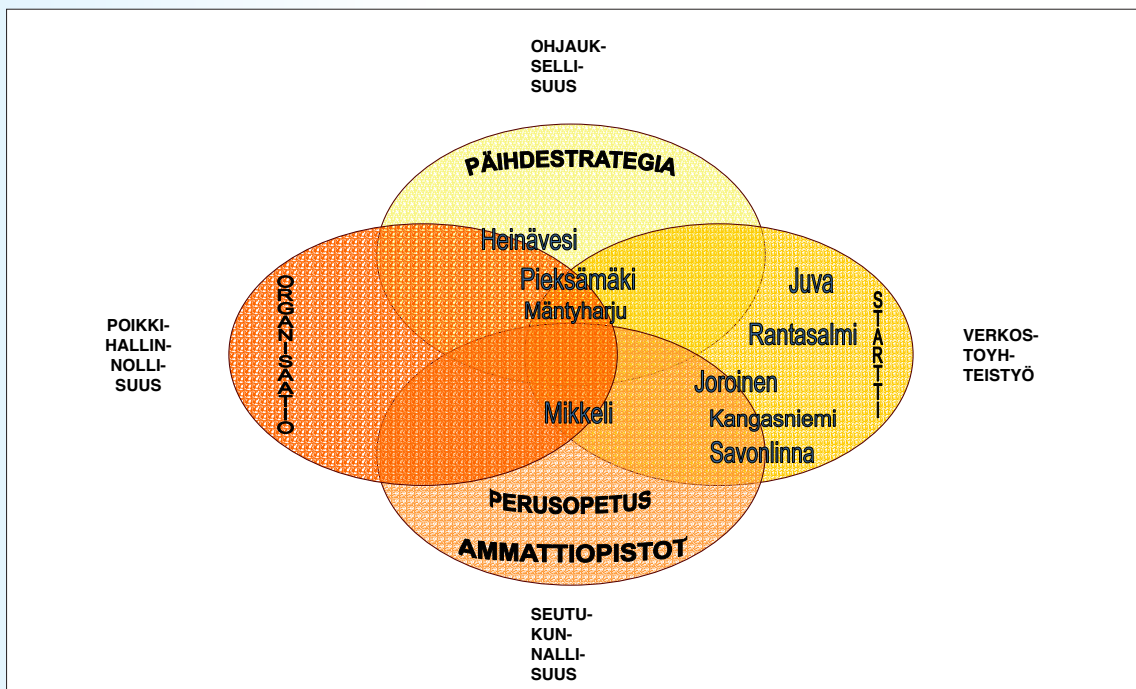 OHJAUK-
SELLI-
SUUS
PÄIHDESTRATEGIA
Heinävesi
Pieksämäki
Mäntyharju
Juva
Rantasalmi
ORGANISAATIO
STARTTI
POIKKI-
HALLIN-
NOLLI-
SUUS
VERKOS-
TOYH-
TEISTYÖ
Joroinen
Kangasniemi
Savonlinna
Mikkeli
PERUSOPETUS
AMMATTIOPISTOT
SEUTU-
KUN-
NALLI-
SUUS